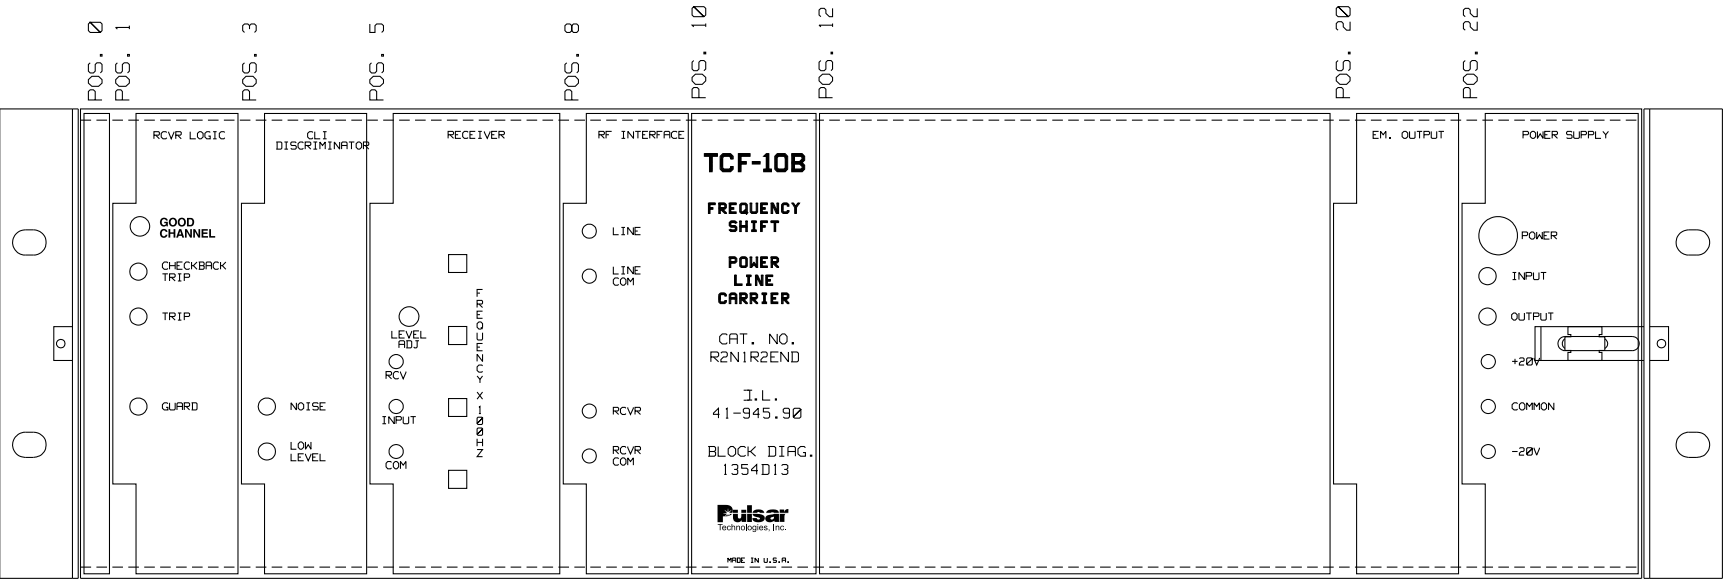 POS. 0
POS. 1
POS. 3
POS. 5
POS. 8
POS. 10
POS. 12
POS. 20
POS. 22
RCVR LOGIC
GOOD
CHANNEL
CHECKBACK
TRIP
TRIP
GUARD
CLI
DISCRIMINATOR
NOISE
LOW
LEVEL
RECEIVER
LEVEL
ADJ
RCV
INPUT
COM
FREQUENCY X 100HZ
RF INTERFACE
LINE
LINE
COM
RCVR
RCVR
COM
TCF-10B
FREQUENCY
SHIFT
POWER
LINE
CARRIER
CAT. NO.
R2N1R2END
I.L.
41-945.90
BLOCK DIAG.
1354D13
Pulsar
Technologies, Inc.
MADE IN U.S.A.
EM. OUTPUT
POWER SUPPLY
POWER
INPUT
OUTPUT
+20V
COMMON
-20V